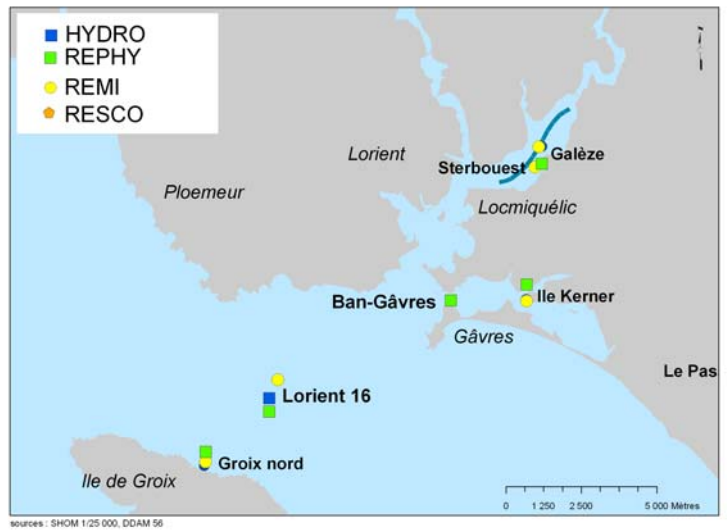 HYDRO
REPHY
REMI
RESCO
Lorient
Galèze
Sterbouest
Ploemeur
Locmiquélic
Ban-Gâvres
Ile Kerner
Gâvres
Le Pas
Lorient 16
Groix nord
Ile de Groix
0 1 250 2 500 5 000 Mètres
sources : SHOM 1/25 000, DDAM 56